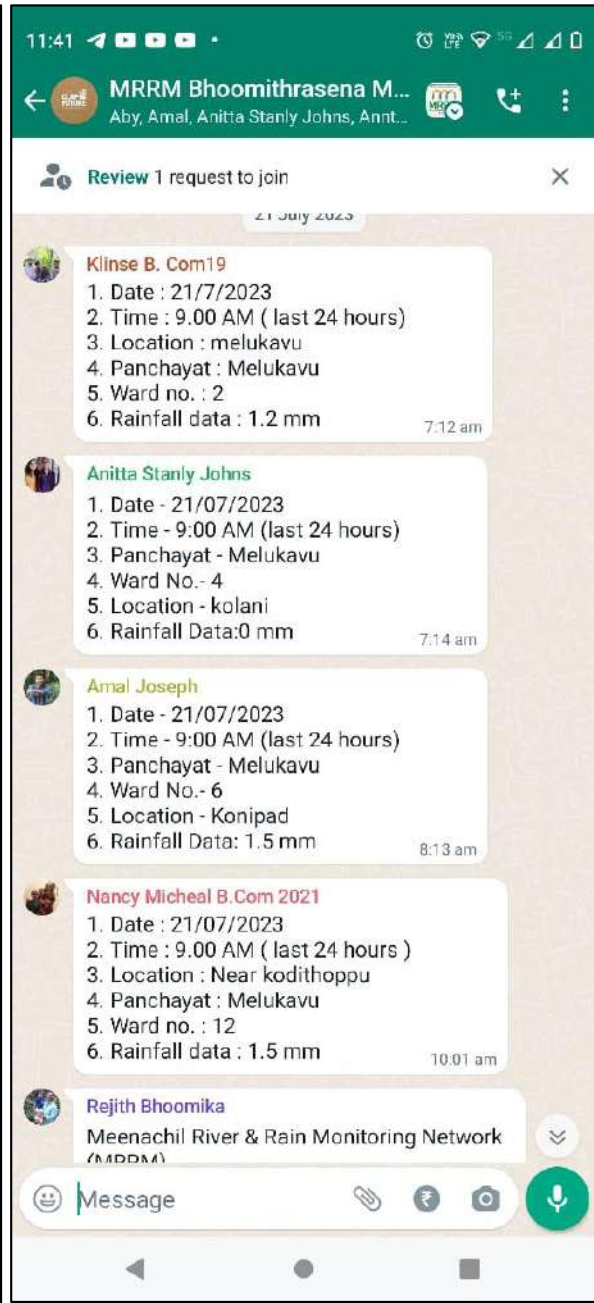 11:41
MRRM Bhoomithrasena M...
Aby, Amal, Anitta Stanly Johns, Annt...
Review 1 request to join
21 July 2023
Klinse B. Com19
1. Date : 21/7/2023
2. Time : 9.00 AM ( last 24 hours)
3. Location : melukavu
4. Panchayat : Melukavu
5. Ward no. : 2
6. Rainfall data : 1.2 mm
7:12 am
Anitta Stanly Johns
1. Date - 21/07/2023
2. Time - 9:00 AM (last 24 hours)
3. Panchayat - Melukavu
4. Ward No.- 4
5. Location - kolani
6. Rainfall Data:0 mm
7:14 am
Amal Joseph
1. Date - 21/07/2023
2. Time - 9:00 AM (last 24 hours)
3. Panchayat - Melukavu
4. Ward No.- 6
5. Location - Konipad
6. Rainfall Data: 1.5 mm
8:13 am
Nancy Micheal B.Com 2021
1. Date : 21/07/2023
2. Time : 9.00 AM ( last 24 hours )
3. Location : Near kodithoppu
4. Panchayat : Melukavu
5. Ward no. : 12
6. Rainfall data : 1.5 mm
10:01 am
Rejith Bhoomika
Meenachil River & Rain Monitoring Network
(MRRM)
Message